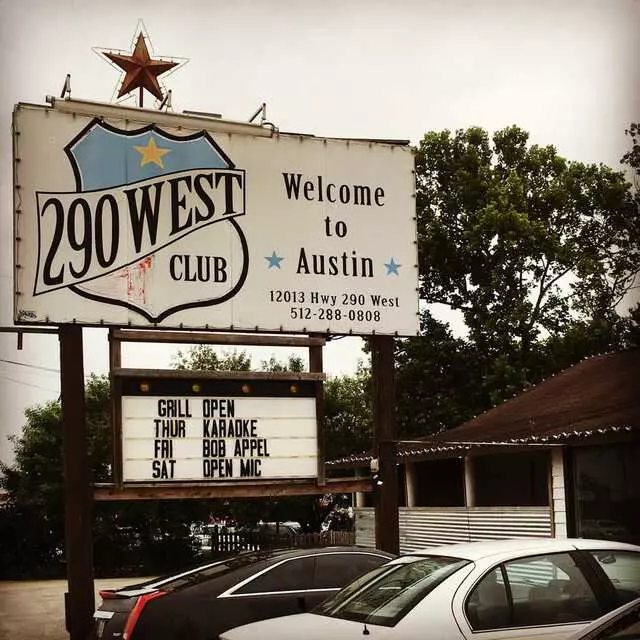 290 WEST
CLUB
Welcome
to
Austin
12013 Hwy 290 West
512-288-0808
GRILL OPEN
THUR KARAOKE
FRI BOB APPEL
SAT OPEN MIC